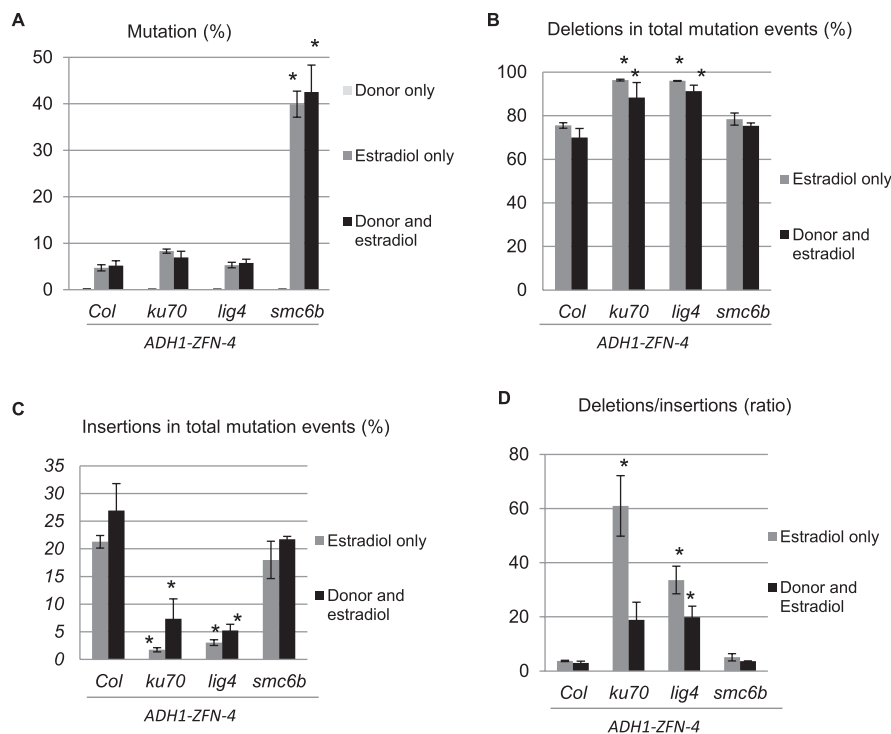 A
Mutation (%)
50
40
30
20
10
0
* *
Donor only
Estradiol only
Donor and
estradiol
Col ku70 lig4 smc6b
ADH1-ZFN-4
B
Deletions in total mutation events (%)
100
80
60
40
20
0
* * * *
Estradiol only
Donor and
estradiol
Col ku70 lig4 smc6b
ADH1-ZFN-4
C
Insertions in total mutation events (%)
35
30
25
20
15
10
5
0
* * * *
Estradiol only
Donor and
estradiol
Col ku70 lig4 smc6b
ADH1-ZFN-4
D
Deletions/insertions (ratio)
80
60
40
20
0
* * *
Estradiol only
Donor and
Estradiol
Col ku70 lig4 smc6b
ADH1-ZFN-4